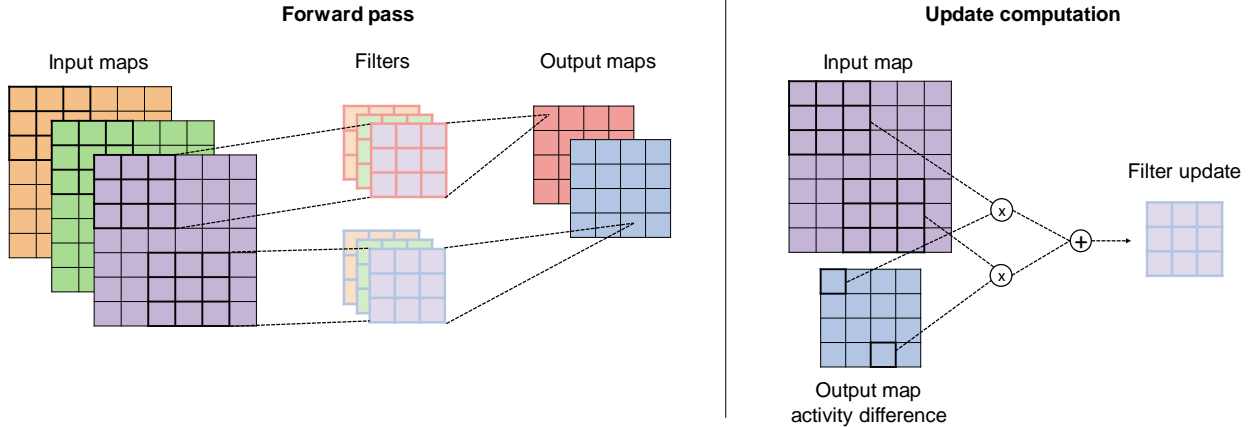 Forward pass
Input maps
Filters
Output maps
Update computation
Input map
x
x
+
Filter update
Output map
activity difference